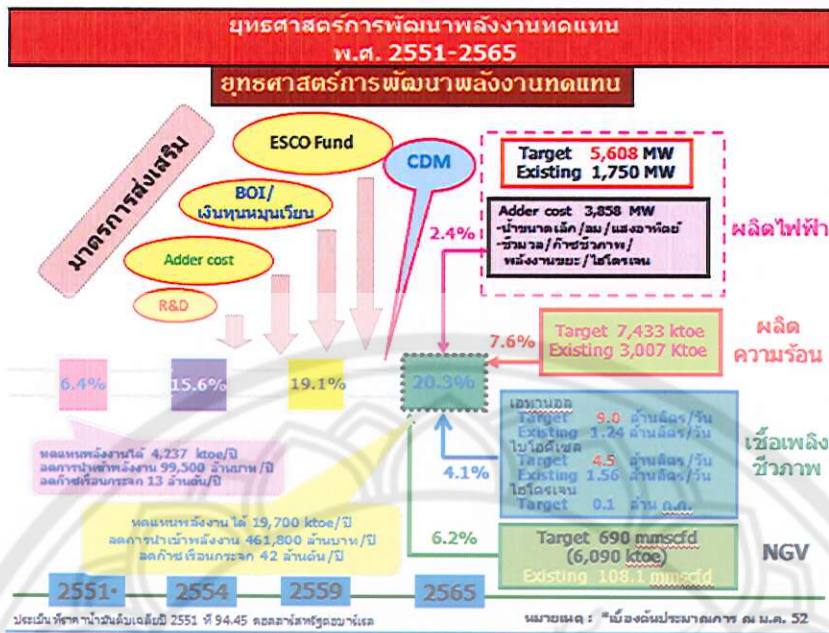 ยุทธศาสตร์การพัฒนาพลังงานทดแทน
พ.ศ. 2551-2565
ยุทธศาสตร์การพัฒนาพลังงานทดแทน
มาตรการส่งเสริม
ESCO Fund
BOI/
เงินทุนหมุนเวียน
Adder cost
R&D
CDM
Target 5,608 MW
Existing 1,750 MW
Adder cost 3,858 MW
-น้ำขนาดเล็ก/ลม/แสงอาทิตย์
-ชีวมวล/ก๊าซชีวภาพ/
พลังงานขยะ/ไฮโดรเจน
ผลิตไฟฟ้า
2.4%
7.6%
Target 7,433 ktoe
Existing 3,007 Ktoe
ผลิต
ความร้อน
6.4%
15.6%
19.1%
20.3%
4.1%
เอทานอล
Target 9.0 ล้านลิตร/วัน
Existing 1.24 ล้านลิตร/วัน
ไบโอดีเซล
Target 4.5 ล้านลิตร/วัน
Existing 1.56 ล้านลิตร/วัน
ไฮโดรเจน
Target 0.1 ล้าน ก.ก.
เชื้อเพลิง
ชีวภาพ
ทดแทนพลังงานได้ 4,237 ktoe/ปี
ลดการนำเข้าพลังงาน 99,500 ล้านบาท/ปี
ลดก๊าซเรือนกระจก 13 ล้านตัน/ปี
ทดแทนพลังงานได้ 19,700 ktoe/ปี
ลดการนำเข้าพลังงาน 461,800 ล้านบาท/ปี
ลดก๊าซเรือนกระจก 42 ล้านตัน/ปี
6.2%
Target 690 mmscfd
(6,090 ktoe)
Existing 108.1 mmscfd
NGV
2551*
2554
2559
2565
ประเมินที่ราคาน้ำมันดิบเฉลี่ยปี 2551 ที่ 94.45 ดอลลาร์สหรัฐต่อบาร์เรล
หมายเหตุ : *เบื้องต้นประมาณการ ณ ม.ค. 52